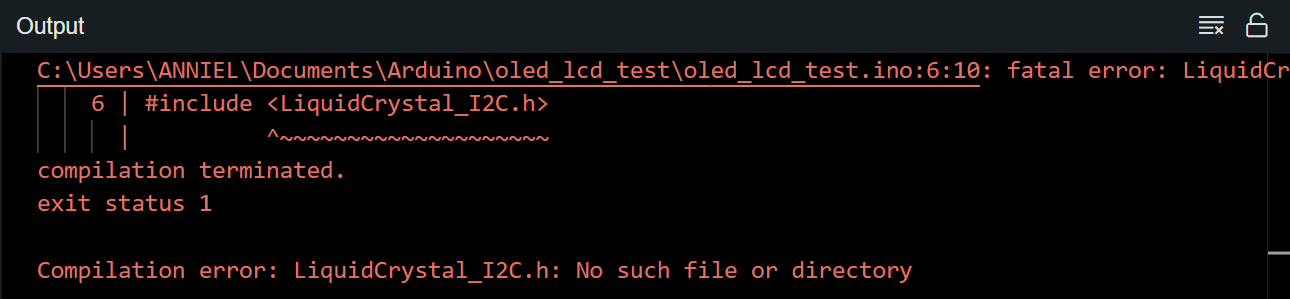 Output
C:\Users\ANNIEL\Documents\Arduino\oled_lcd_test\oled_lcd_test.ino:6:10: fatal error: LiquidCr
6 | #include <LiquidCrystal_I2C.h>
| ^~~~~~~~~~~~~~~~~~~~~
compilation terminated.
exit status 1
Compilation error: LiquidCrystal_I2C.h: No such file or directory